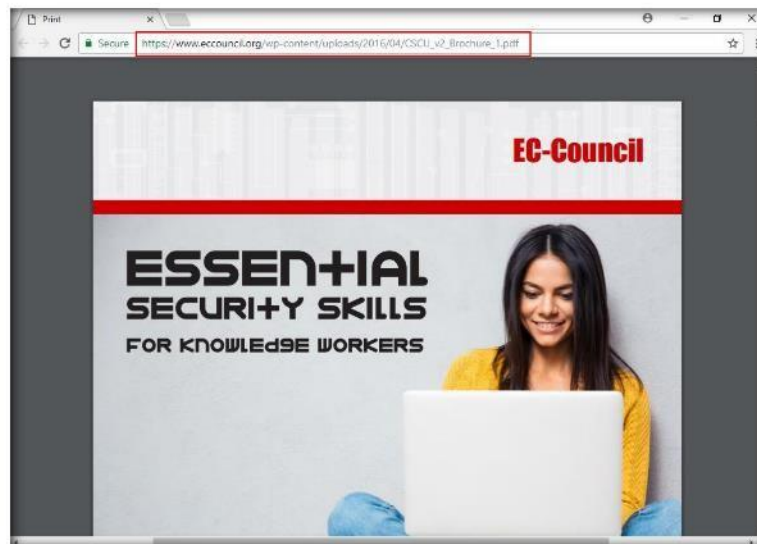 Print
Secure https://www.eccouncil.org/wp-content/uploads/2016/04/CSCU_v2_Brochure_1.pdf
EC-Council
ESSENTIAL
SECURITY SKILLS
FOR KNOWLEDGE WORKERS